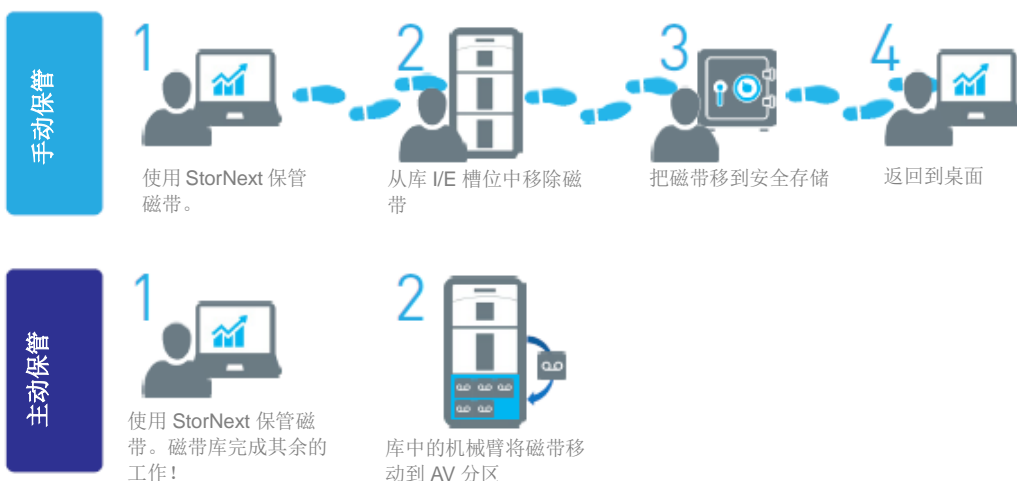 手动保管
1
2
3
4
使用 StorNext 保管
磁带。
从库 I/E 槽位中移除磁
带
把磁带移到安全存储
返回到桌面
主动保管
1
2
使用 StorNext 保管磁
带。磁带库完成其余的
工作！
库中的机械臂将磁带移
动到 AV 分区